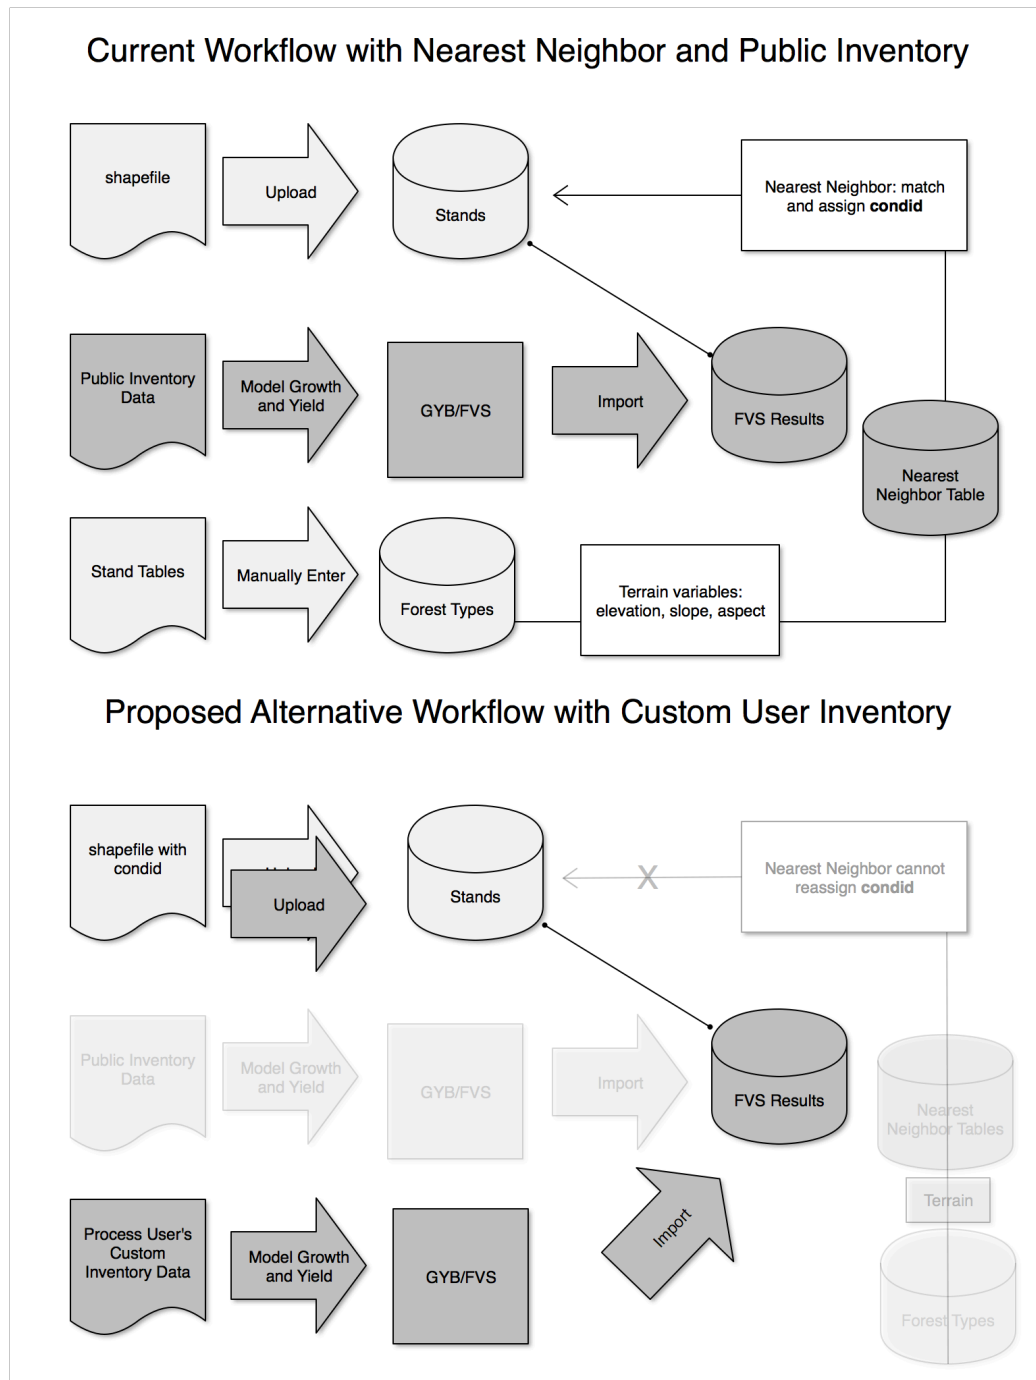 Current Workflow with Nearest Neighbor and Public Inventory
shapefile
Upload
Stands
Nearest Neighbor: match
and assign condid
Public Inventory
Data
Model Growth
and Yield
GYB/FVS
Import
FVS Results
Nearest
Neighbor Table
Stand Tables
Manually Enter
Forest Types
Terrain variables:
elevation, slope, aspect
Proposed Alternative Workflow with Custom User Inventory
shapefile with
condid
Upload
Stands
X
Nearest Neighbor cannot
reassign condid
Public Inventory
Data
Model Growth
and Yield
GYB/FVS
Import
FVS Results
Nearest
Neighbor Tables
Terrain
Forest Types
Process User's
Custom
Inventory Data
Model Growth
and Yield
GYB/FVS
Import